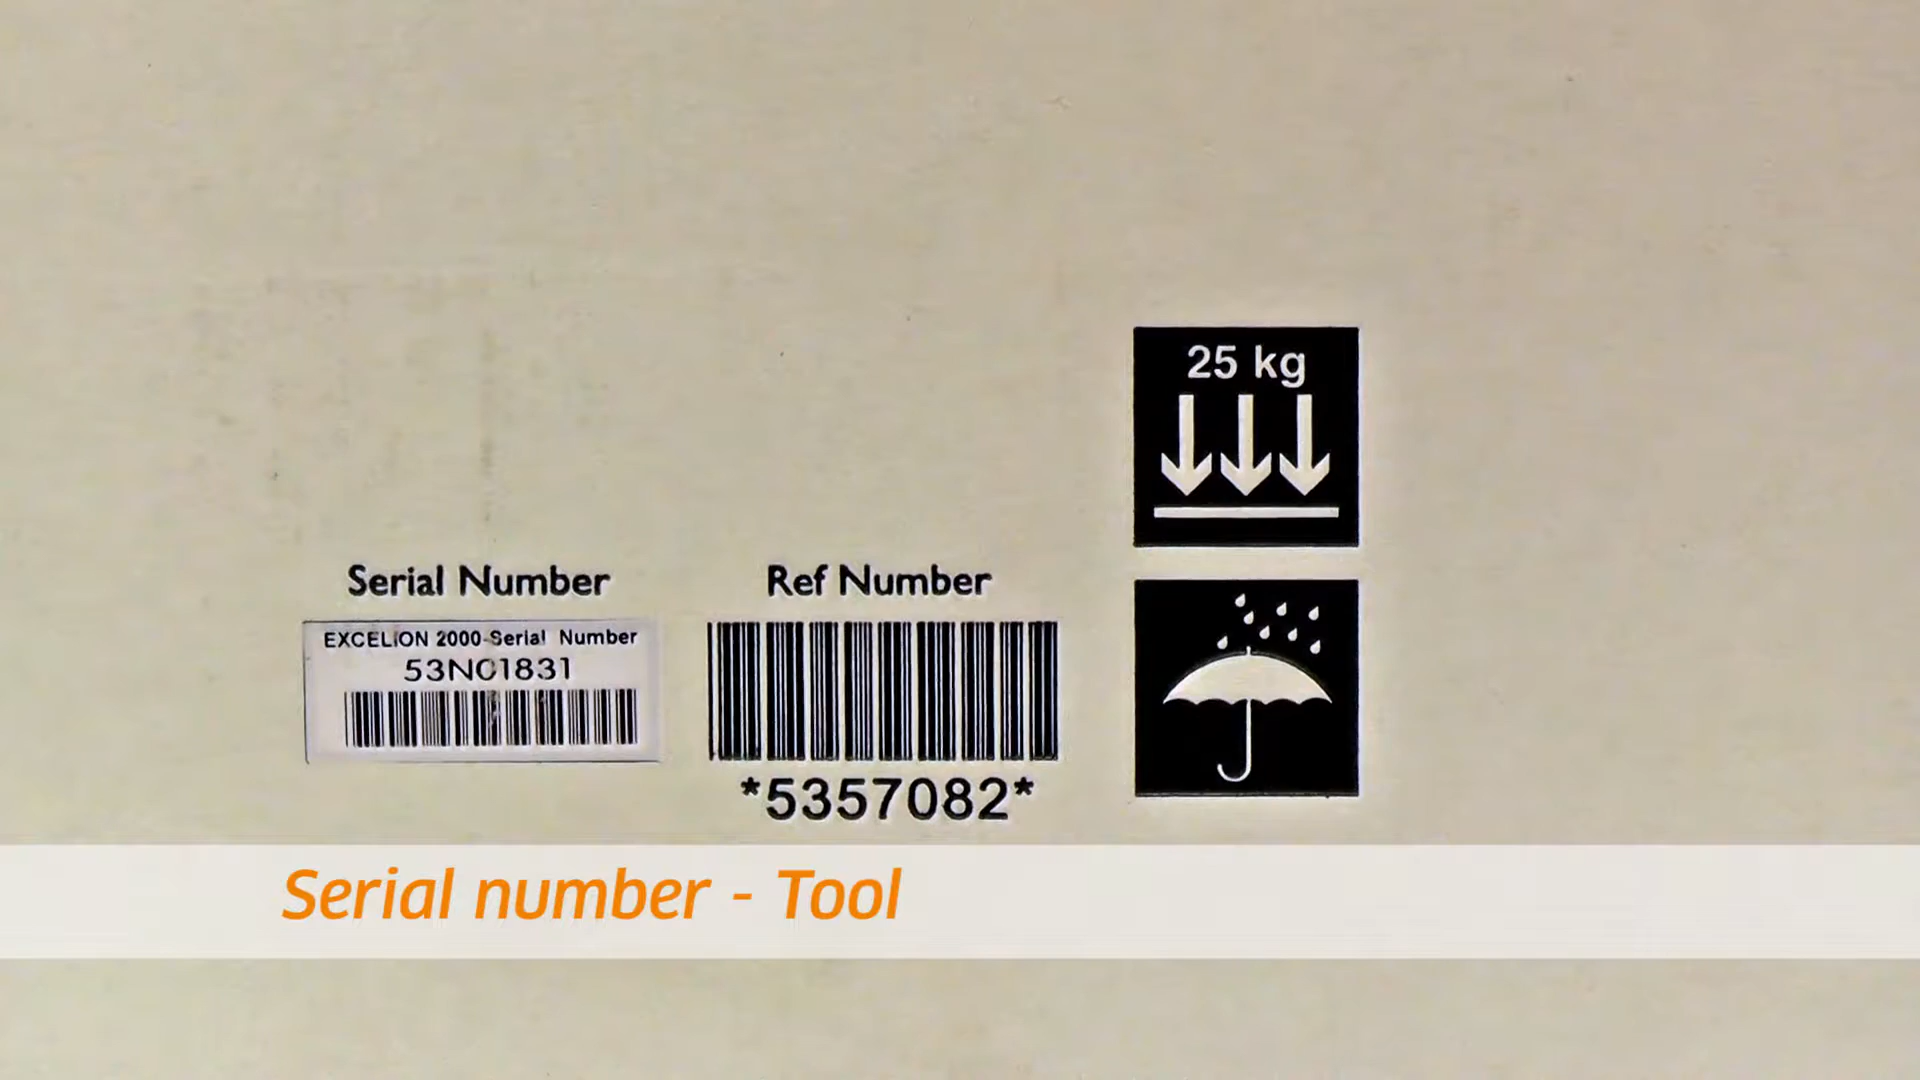 25 kg
Serial Number
Ref Number
EXCELION 2000-Serial Number
53N01831
*5357082*
Serial number - Tool